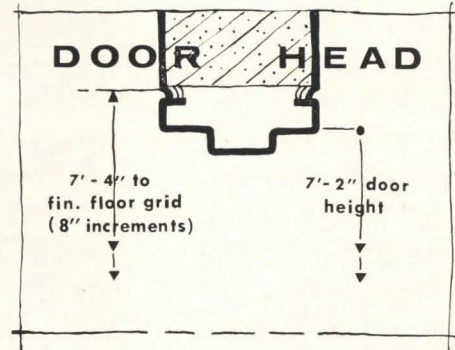 DOOR HEAD
7'-4" to
fin. floor grid
(8" increments)
7'-2" door
height